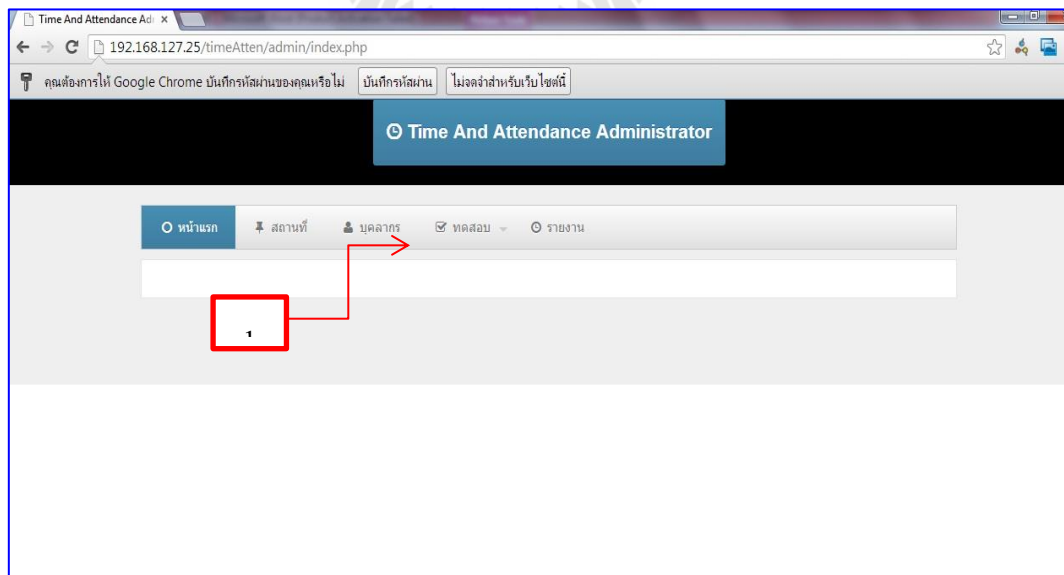 Time And Attendance Ad
192.168.127.25/timeAtten/admin/index.php
คุณต้องการให้ Google Chrome บันทึกรหัสผ่านของคุณหรือไม่ บันทึกรหัสผ่าน ไม่จดจำสำหรับเว็บไซต์นี้
Time And Attendance Administrator
หน้าแรก สถานที่ บุคลากร ทดสอบ รายงาน
1